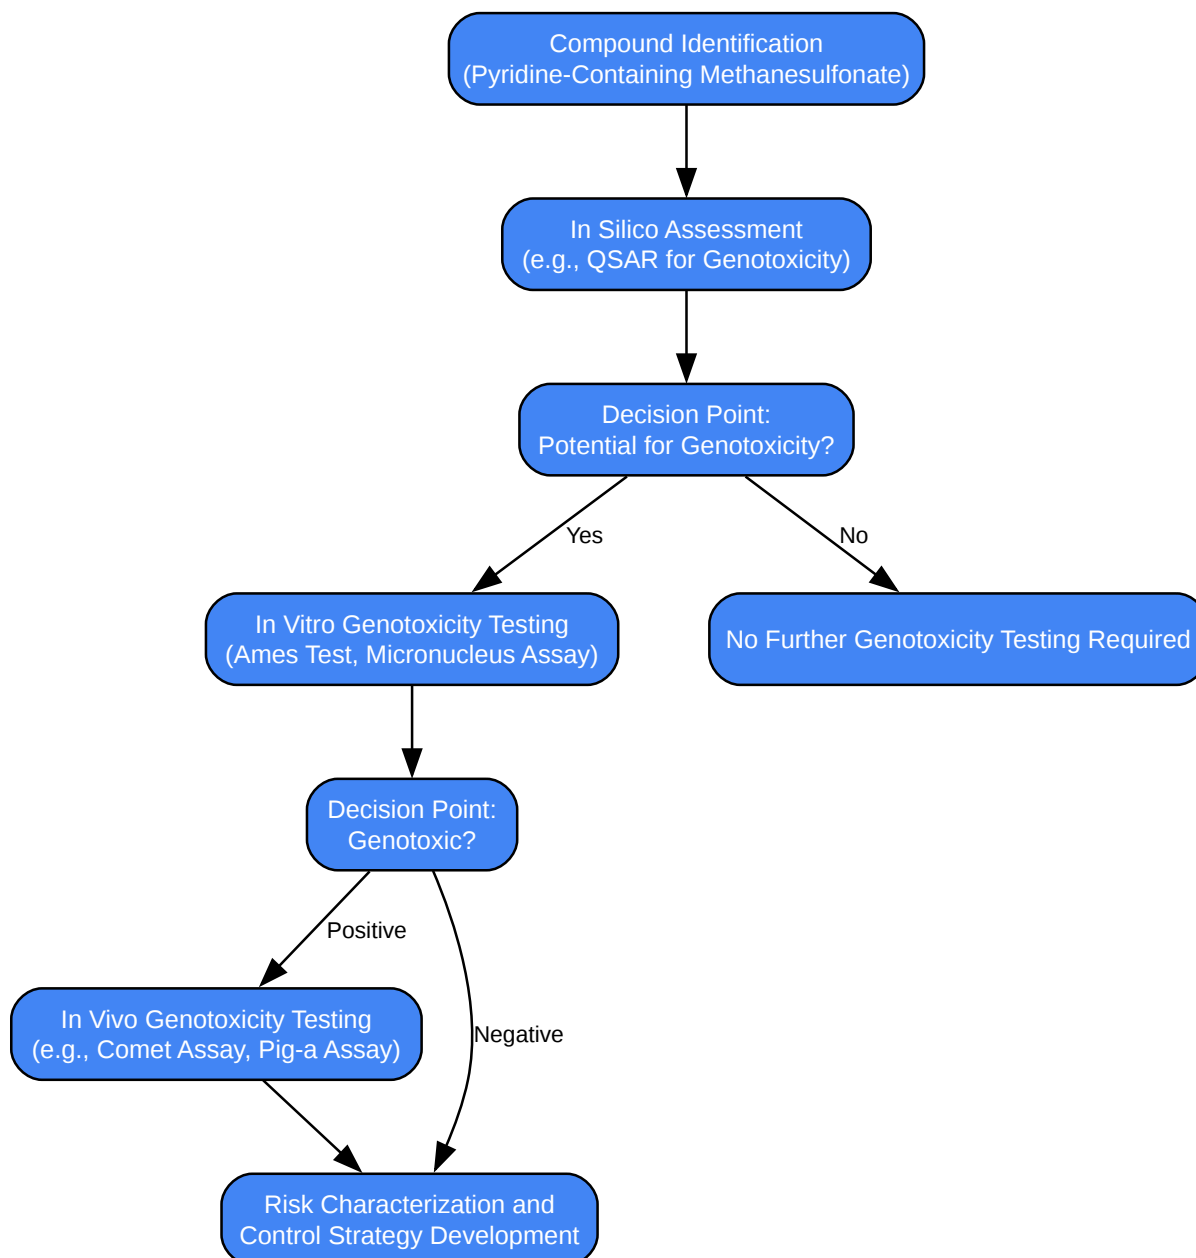 Compound Identification
(Pyridine-Containing Methanesulfonate)
In Silico Assessment
(e.g., QSAR for Genotoxicity)
Decision Point:
Potential for Genotoxicity?
Yes
No
In Vitro Genotoxicity Testing
(Ames Test, Micronucleus Assay)
No Further Genotoxicity Testing Required
Decision Point:
Genotoxic?
Positive
In Vivo Genotoxicity Testing
(e.g., Comet Assay, Pig-a Assay)
Negative
Risk Characterization and
Control Strategy Development